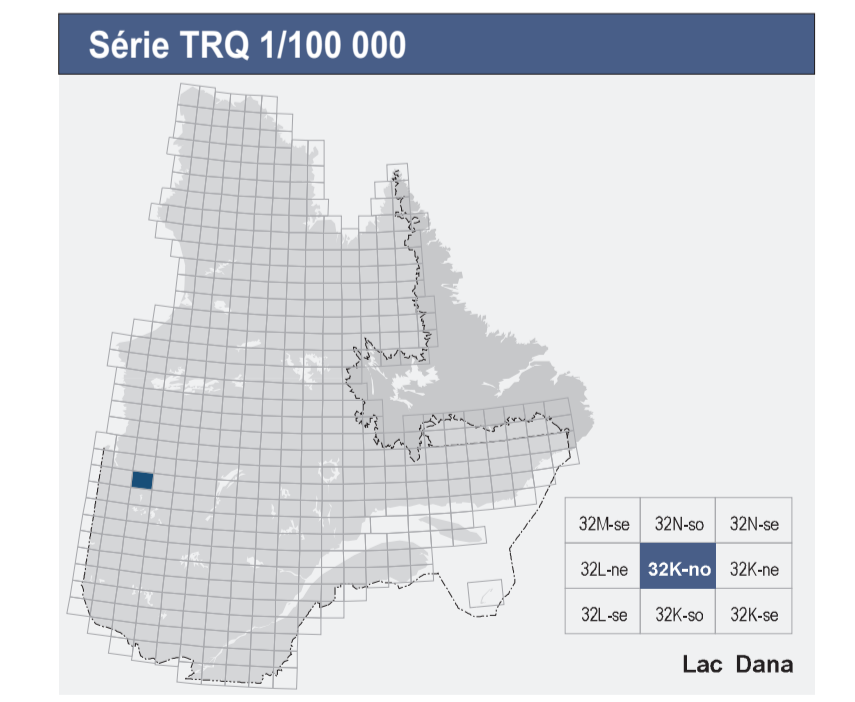 Série TRQ 1/100 000
32M-se 32N-so 32N-se
32L-ne 32K-no 32K-ne
32L-se 32K-so 32K-se
Lac Dana